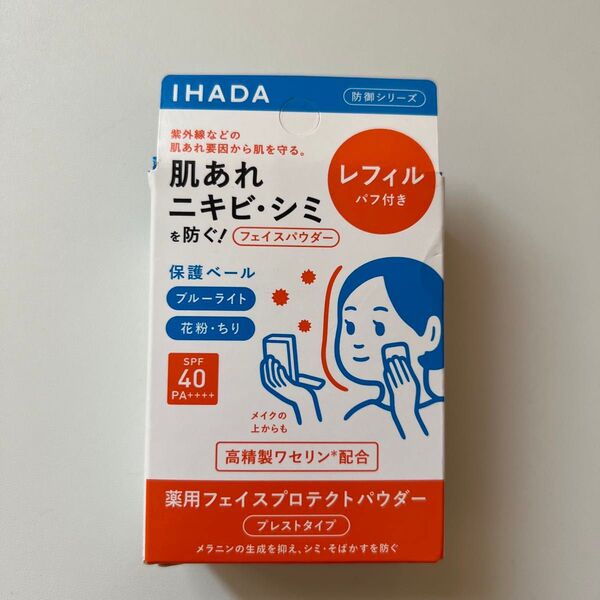 IHADA
防御シリーズ
紫外線などの
肌あれ要因から肌を守る。
肌あれ
ニキビ・シミ
を防ぐ!
フェイスパウダー
レフィル
パフ付き
保護ベール
ブルーライト
花粉・ちり
SPF
40
PA++++
メイクの
上からも
高精製ワセリン*配合
薬用フェイスプロテクトパウダー
プレストタイプ
メラニンの生成を抑え、シミ・そばかすを防ぐ